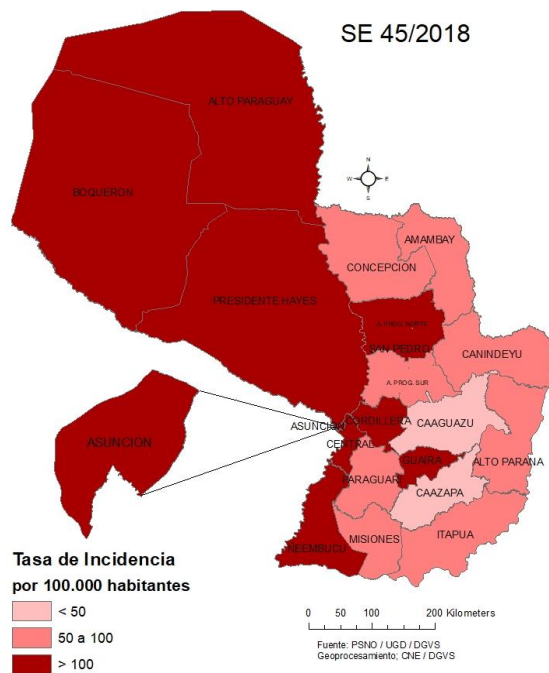 SE 45/2018
ALTO PARAGUAY
BOQUERON
N
W E
S
AMAMBAY
CONCEPCION
PRESIDENTE HAYES
A. PROG. NORTE
SAN PEDRO
CANINDEYU
A. PROG. SUR
CORDILLERA
CAAGUAZU
ASUNCION
ASUNCION
CENTRAL
GUAIRA
ALTO PARANA
PARAGUARI
CAAZAPA
ITAPUA
MISIONES
ÑEEMBUCU
Tasa de Incidencia
por 100.000 habitantes
< 50
50 a 100
> 100
0 50 100 200 Kilometers
Fuente: PSNO / UGD / DGVS
Geoprocesamiento; CNE / DGVS